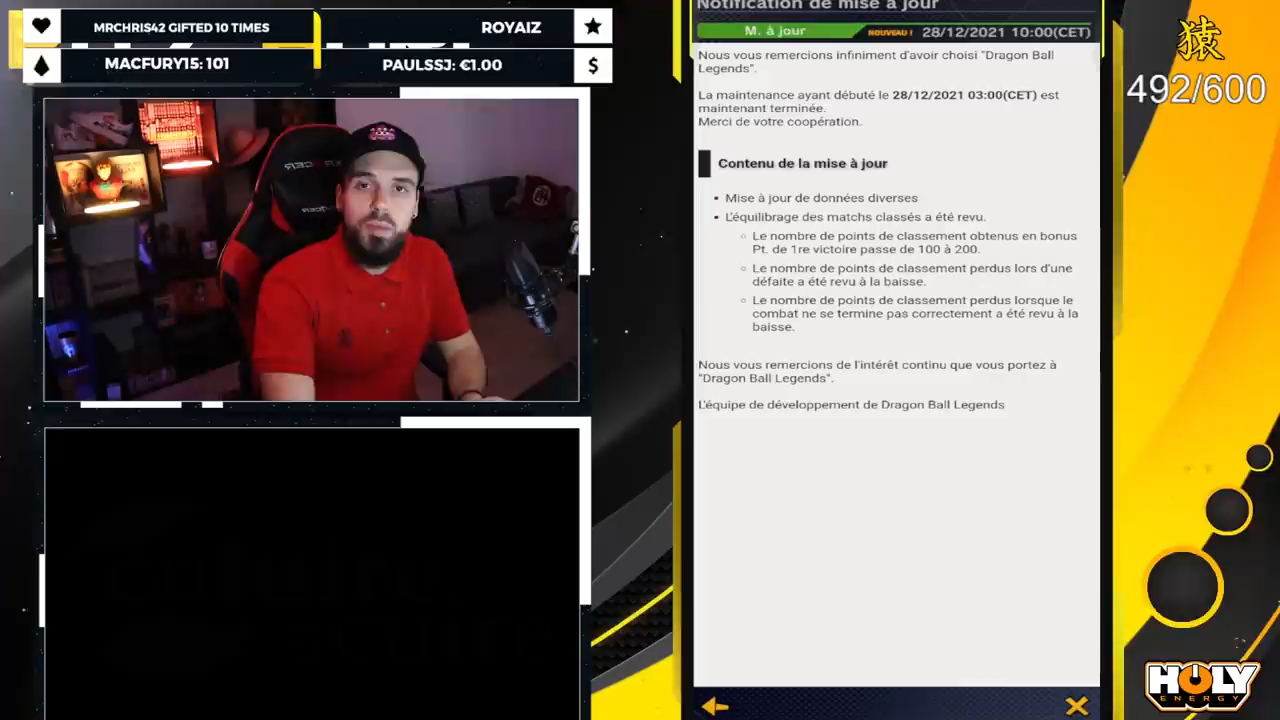 MRCHRIS42 GIFTED 10 TIMES
ROYAIZ
MACFURY15: 101
PAULSSJ: €1.00
$
Notification de mise à jour
M. à jour
NOUVEAU !
28/12/2021 10:00(CET)
Nous vous remercions infiniment d'avoir choisi "Dragon Ball
Legends".
La maintenance ayant débuté le 28/12/2021 03:00(CET) est
maintenant terminée.
Merci de votre coopération.
Contenu de la mise à jour
• Mise à jour de données diverses
• L'équilibrage des matchs classés a été revu.
○ Le nombre de points de classement obtenus en bonus
Pt. de 1re victoire passe de 100 à 200.
○ Le nombre de points de classement perdus lors d'une
défaite a été revu à la baisse.
○ Le nombre de points de classement perdus lorsque le
combat ne se termine pas correctement a été revu à la
baisse.
Nous vous remercions de l'intérêt continu que vous portez à
"Dragon Ball Legends".
L'équipe de développement de Dragon Ball Legends
猿
492/600
HOLY
ENERGY